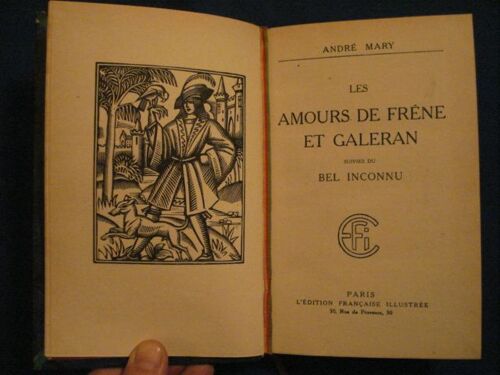 ANDRÉ MARY
LES
AMOURS DE FRÊNE
ET GALERAN
SUIVIES DU
BEL INCONNU
EFI
PARIS
L'ÉDITION FRANÇAISE ILLUSTRÉE
30, Rue de Provence, 30